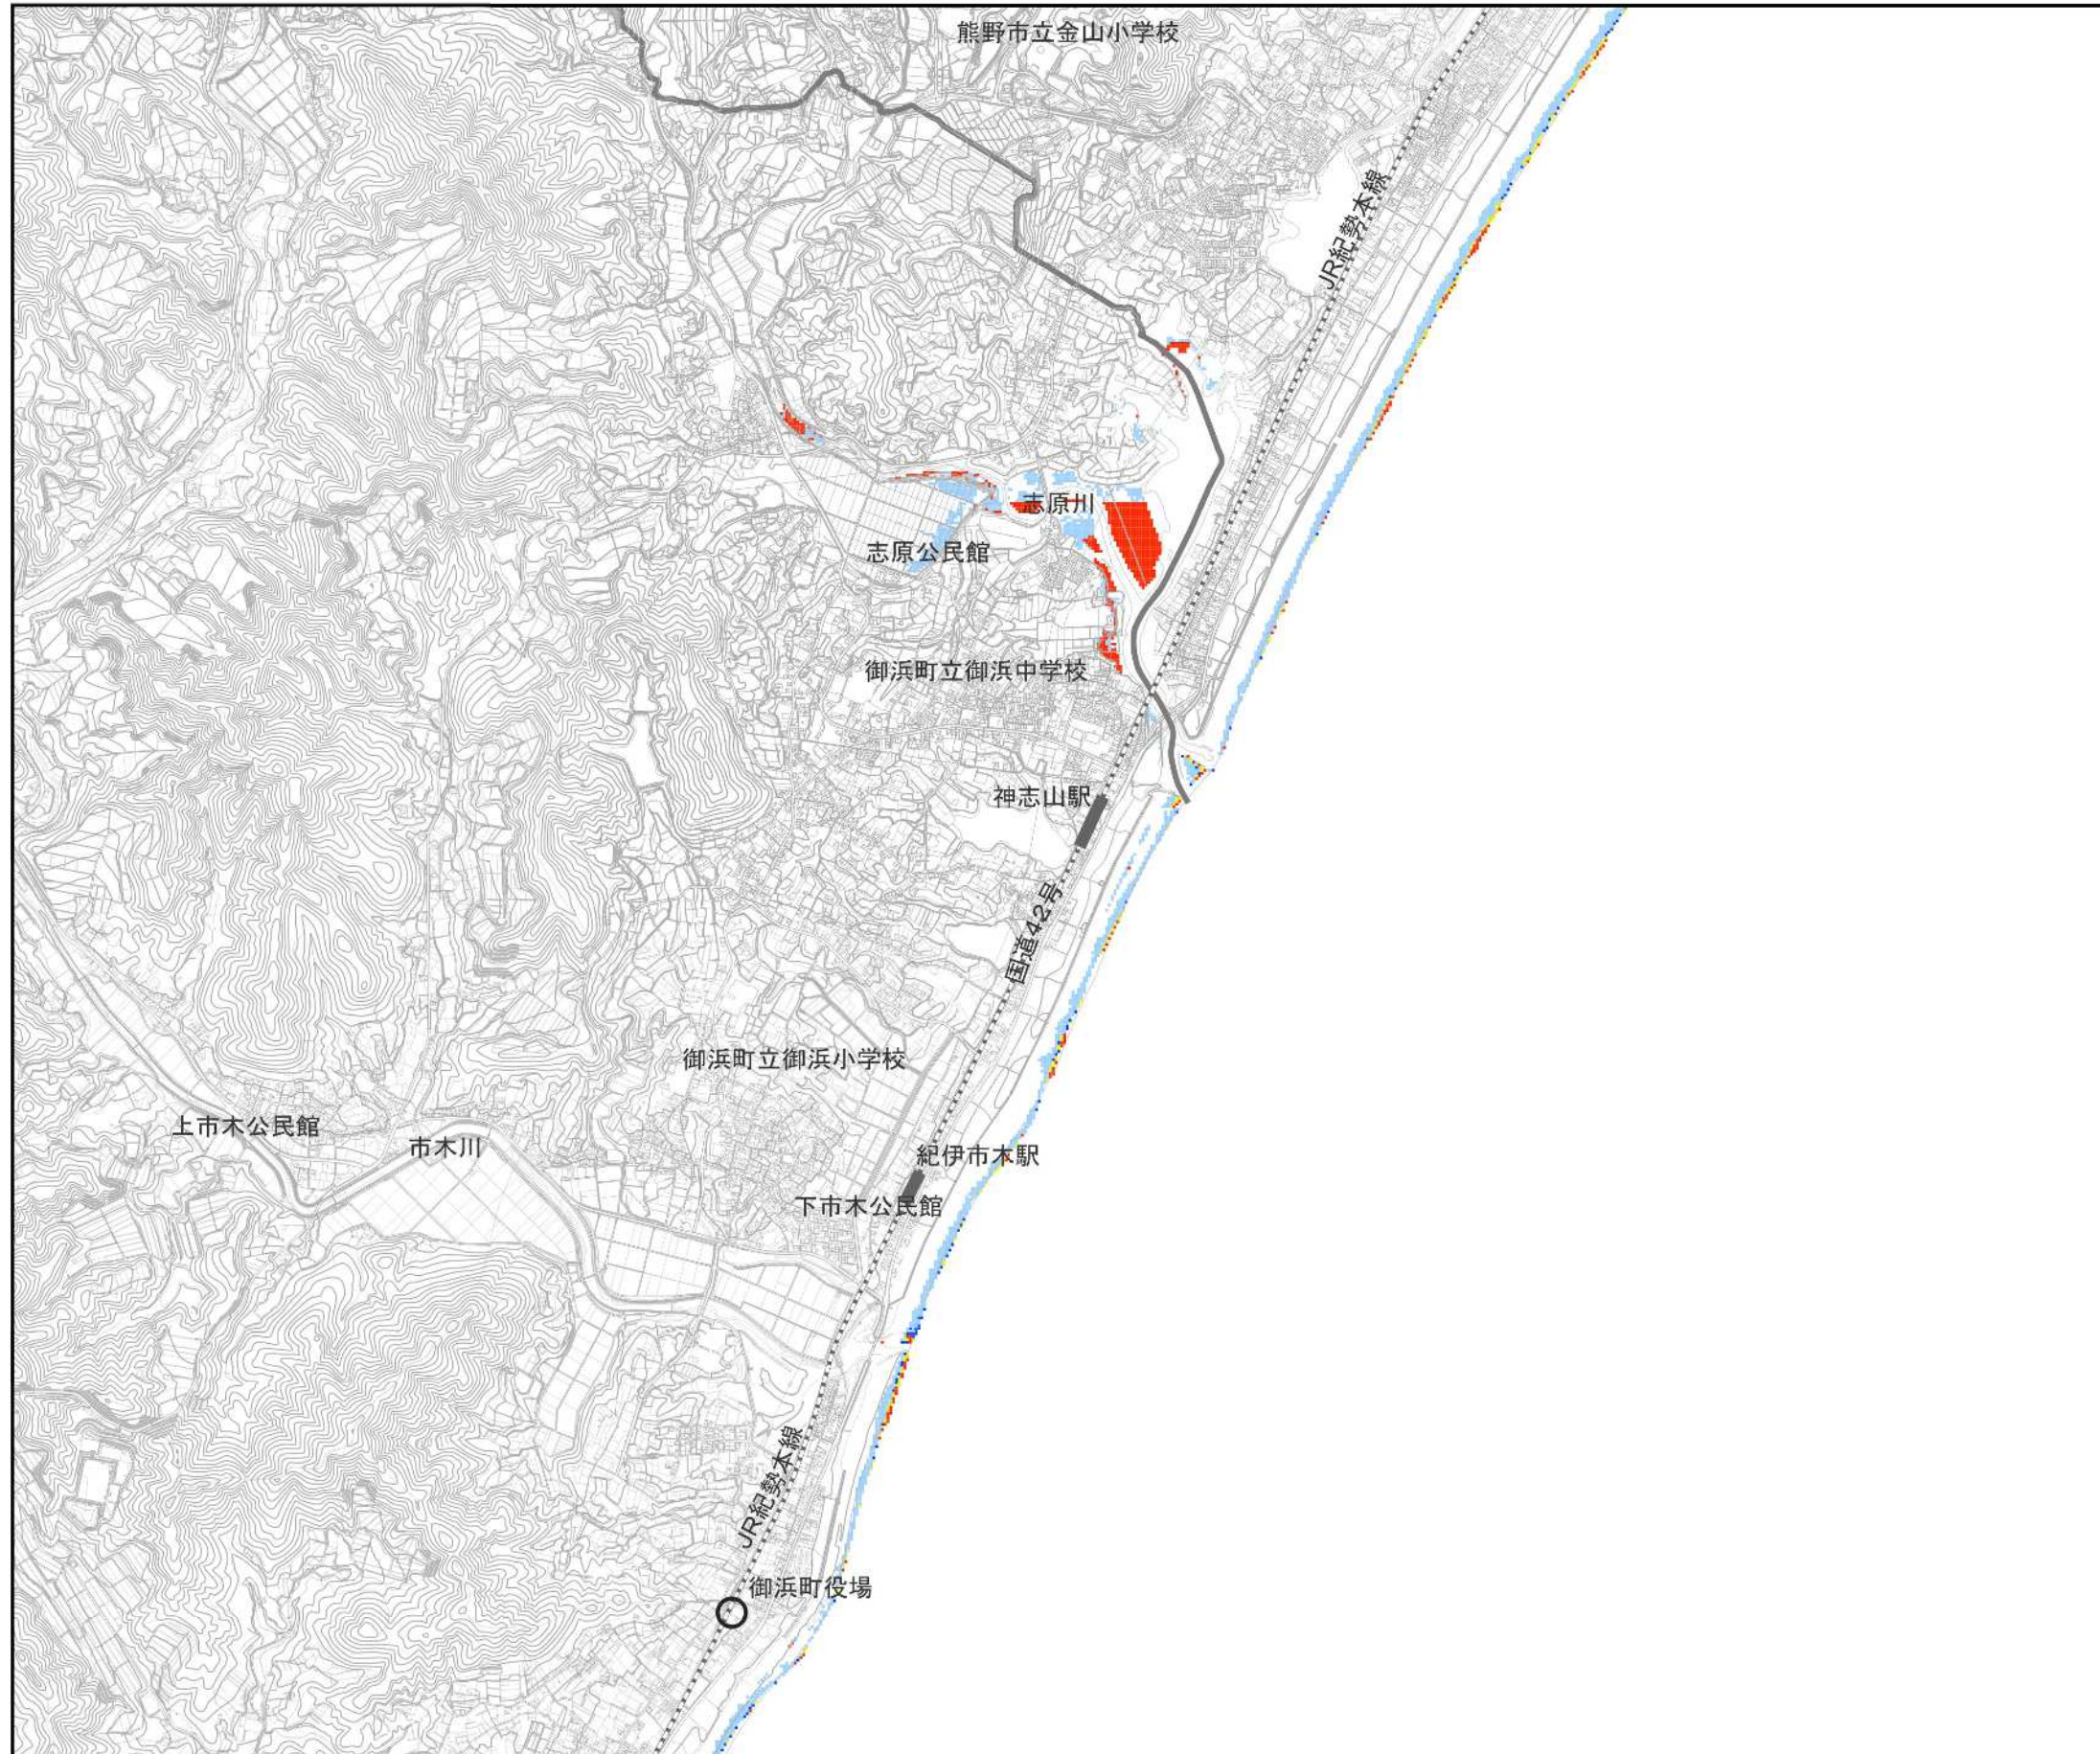 熊野市立金山小学校
JR紀勢本線
志原川
志原公民館
御浜町立御浜中学校
神志山駅
国道42号
御浜町立御浜小学校
上市木公民館
市木川
紀伊市木駅
下市木公民館
JR紀勢本線
御浜町役場